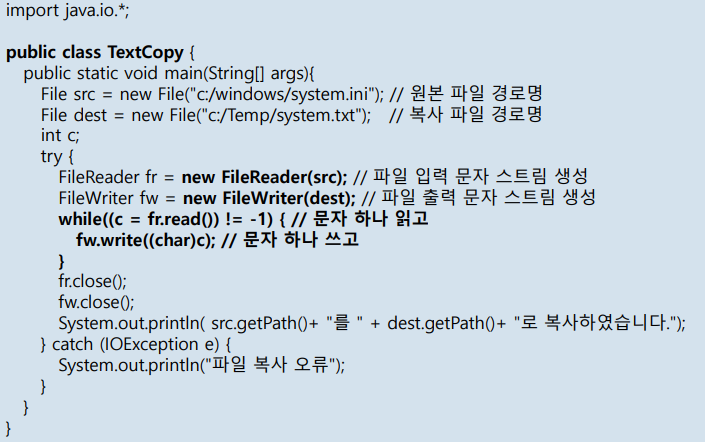 import java.io.*;
public class TextCopy {
public static void main(String[] args){
File src = new File("c:/windows/system.ini"); // 원본 파일 경로명
File dest = new File("c:/Temp/system.txt"); // 복사 파일 경로명
int c;
try {
FileReader fr = new FileReader(src); // 파일 입력 문자 스트림 생성
FileWriter fw = new FileWriter(dest); // 파일 출력 문자 스트림 생성
while((c = fr.read()) != -1) { // 문자 하나 읽고
fw.write((char)c); // 문자 하나 쓰고
}
fr.close();
fw.close();
System.out.println( src.getPath()+ "를 " + dest.getPath()+ "로 복사하였습니다.");
} catch (IOException e) {
System.out.println("파일 복사 오류");
}
}
}